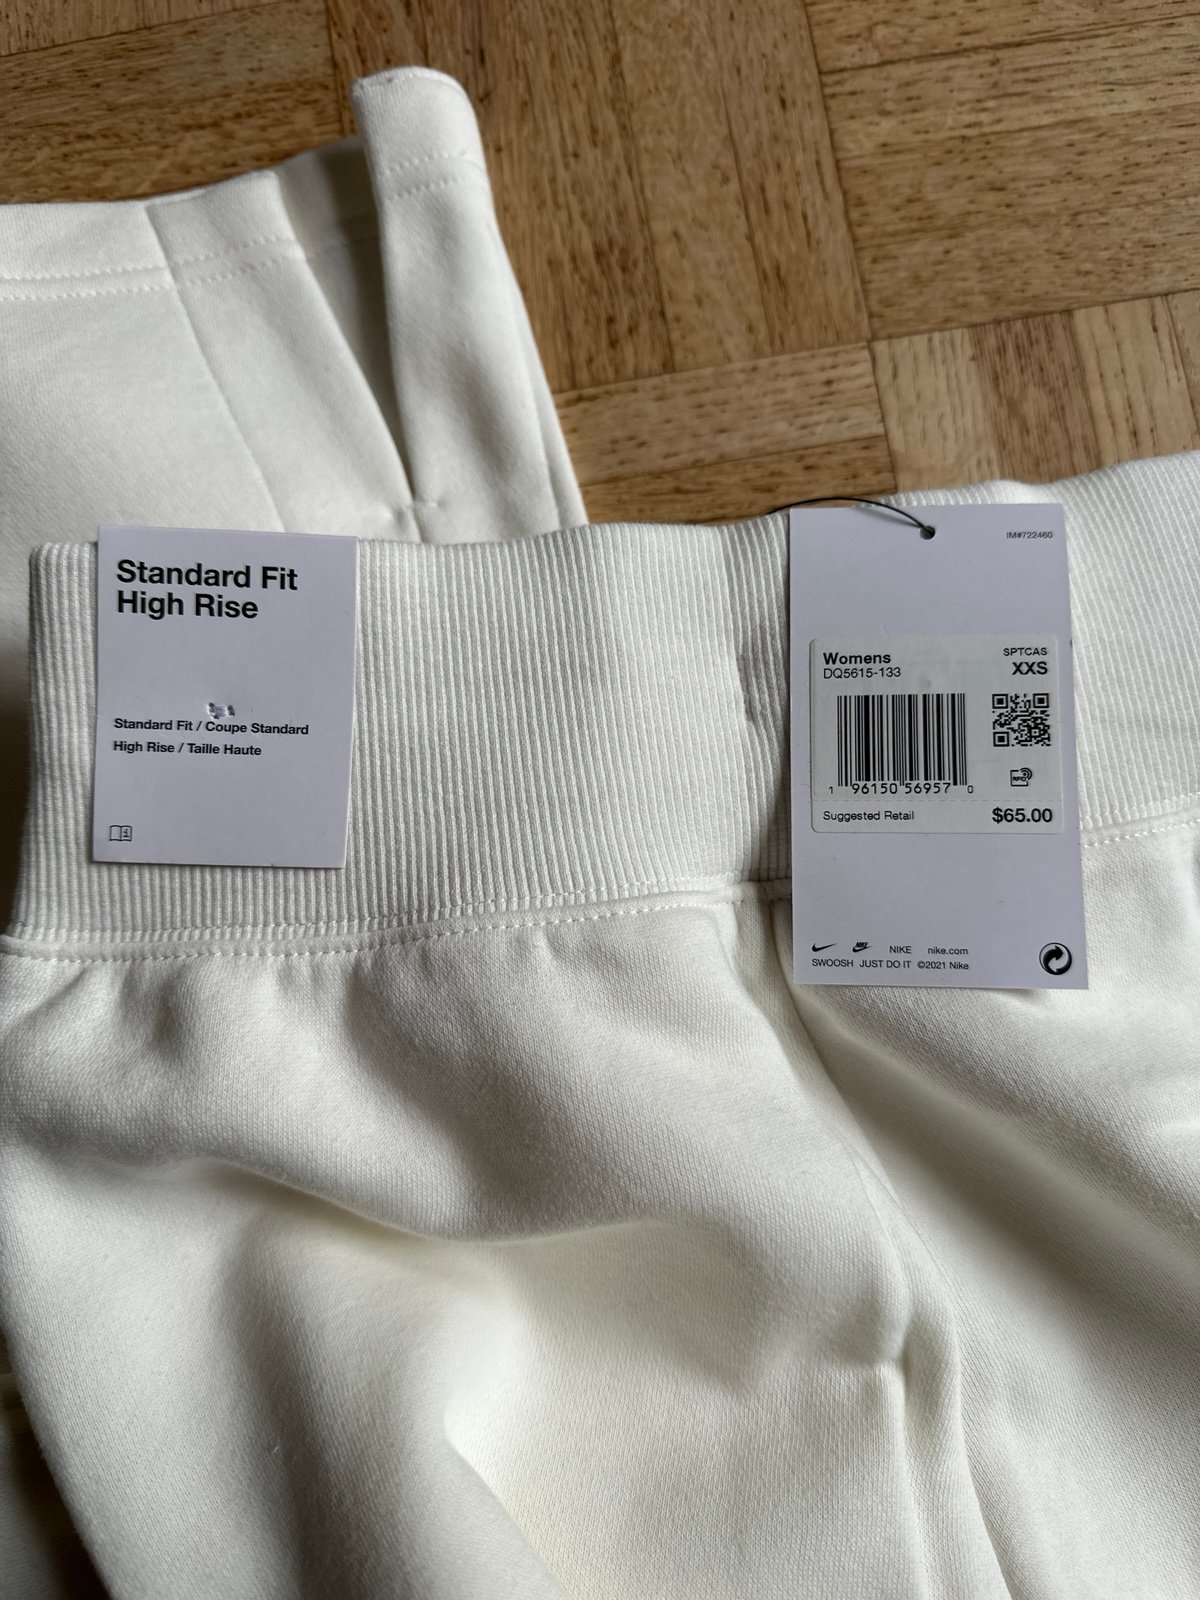 Standard Fit
High Rise
Standard Fit / Coupe Standard
High Rise / Taille Haute
IM#722460
Womens
DQ5615-133
SPTCAS
XXS
1 96150 56957 0
RFID
Suggested Retail $65.00
NIKE nike.com
SWOOSH JUST DO IT ©2021 Nike